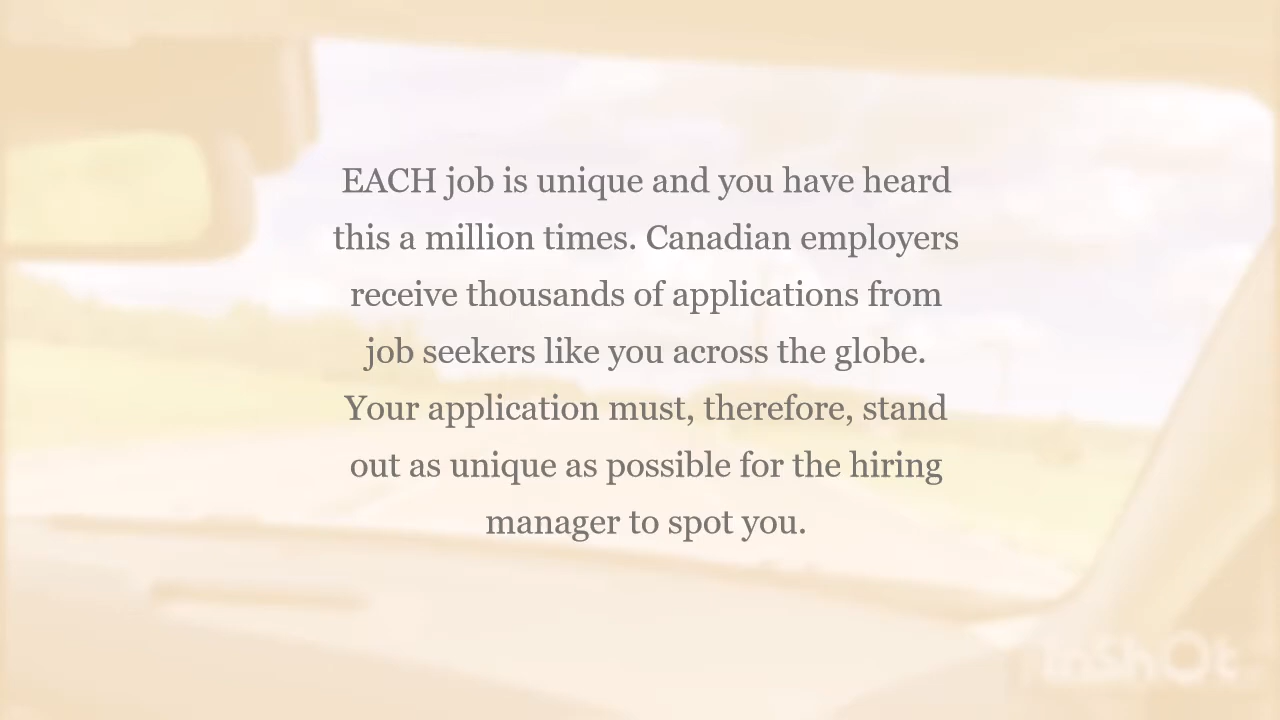 EACH job is unique and you have heard
this a million times. Canadian employers
receive thousands of applications from
job seekers like you across the globe.
Your application must, therefore, stand
out as unique as possible for the hiring
manager to spot you.
InShOt